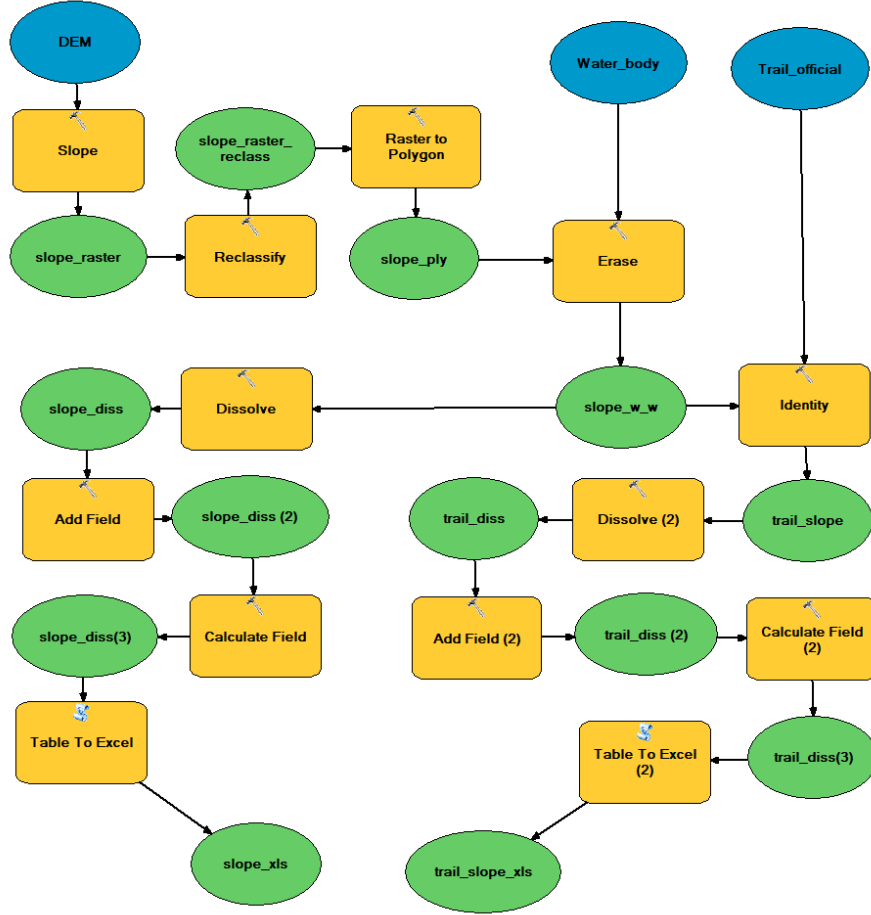 DEM
Water_body
Trail_official
Slope
slope_raster_
reclass
Raster to
Polygon
slope_raster
Reclassify
slope_ply
Erase
slope_diss
Dissolve
slope_w_w
Identity
Add Field
slope_diss (2)
trail_diss
Dissolve (2)
trail_slope
slope_diss(3)
Calculate Field
Add Field (2)
trail_diss (2)
Calculate Field
(2)
Table To Excel
Table To Excel
(2)
trail_diss(3)
slope_xls
trail_slope_xls